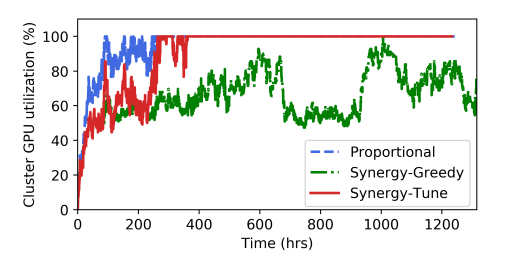 100
80
60
40
20
0
Cluster GPU utilization (%)
0 200 400 600 800 1000 1200
Time (hrs)
Proportional
Synergy-Greedy
Synergy-Tune